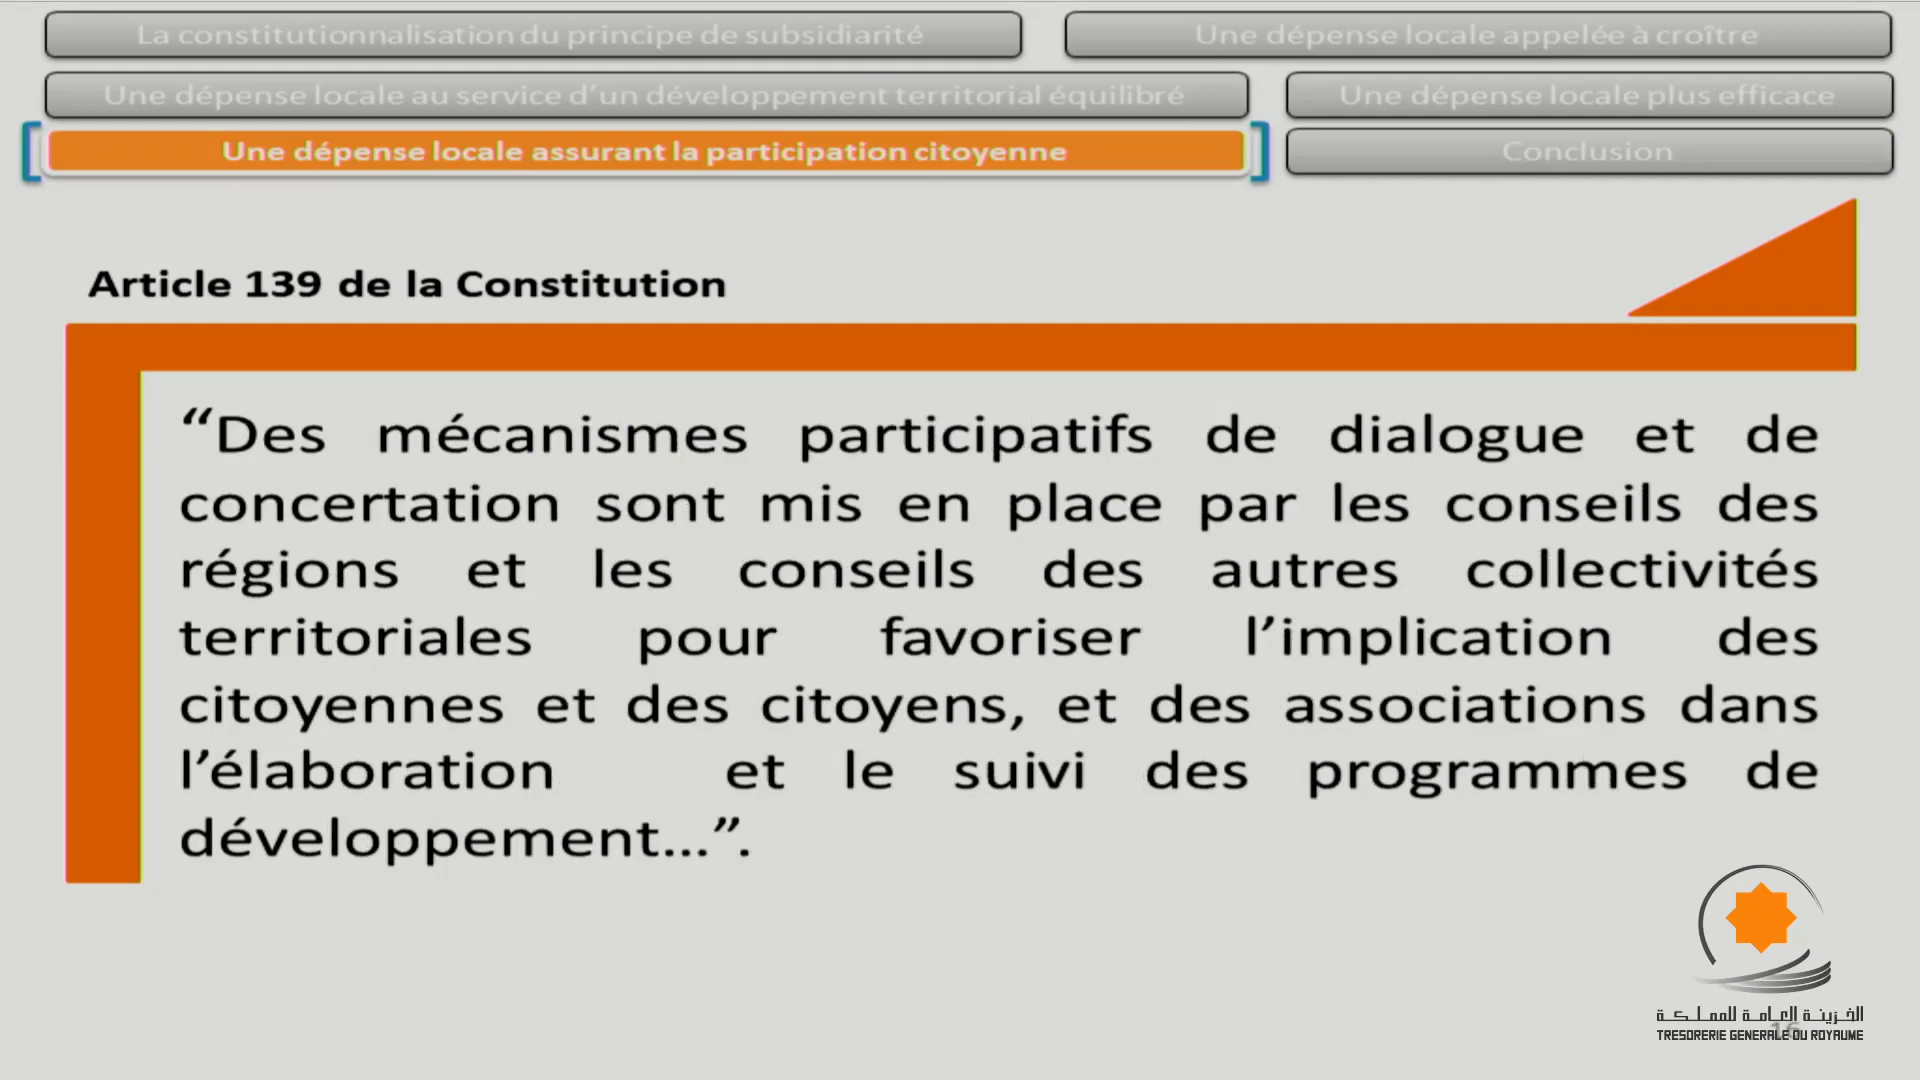 La constitutionnalisation du principe de subsidiarité
Une dépense locale appelée à croître
Une dépense locale au service d’un développement territorial équilibré
Une dépense locale plus efficace
Une dépense locale assurant la participation citoyenne
Conclusion
Article 139 de la Constitution
“Des mécanismes participatifs de dialogue et de
concertation sont mis en place par les conseils des
régions et les conseils des autres collectivités
territoriales pour favoriser l’implication des
citoyennes et des citoyens, et des associations dans
l’élaboration et le suivi des programmes de
développement...”.
الخزينة العامة للمملكة
16
TRESORERIE GENERALE DU ROYAUME